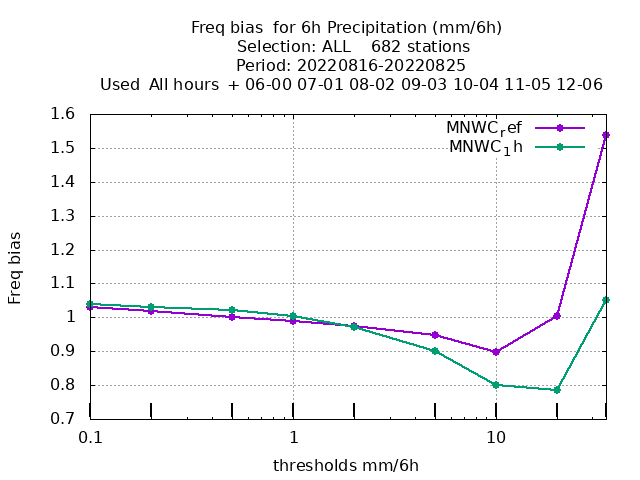 Freq bias  for 6h Precipitation (mm/6h)
Selection: ALL    682 stations
Period: 20220816-20220825
Used  All hours  + 06-00 07-01 08-02 09-03 10-04 11-05 12-06
MNWCref
MNWC1h
1.6
1.5
1.4
1.3
1.2
1.1
1
0.9
0.8
0.7
Freq bias
0.1 1 10
thresholds mm/6h